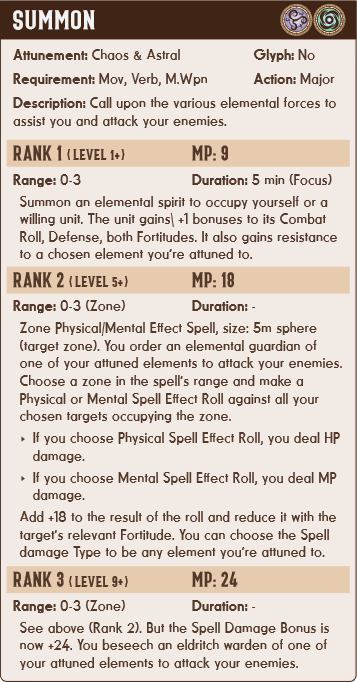 SUMMON
Attunement: Chaos & Astral Glyph: No
Requirement: Mov, Verb, M.Wpn Action: Major
Description: Call upon the various elemental forces to
assist you and attack your enemies.
RANK 1 ( LEVEL 1+) MP: 9
Range: 0-3 Duration: 5 min (Focus)
Summon an elemental spirit to occupy yourself or a
willing unit. The unit gains\ +1 bonuses to its Combat
Roll, Defense, both Fortitudes. It also gains resistance
to a chosen element you're attuned to.
RANK 2 ( LEVEL 5+) MP: 18
Range: 0-3 (Zone) Duration: -
Zone Physical/Mental Effect Spell, size: 5m sphere
(target zone). You order an elemental guardian of
one of your attuned elements to attack your enemies.
Choose a zone in the spell's range and make a
Physical or Mental Spell Effect Roll against all your
chosen targets occupying the zone.
‣ If you choose Physical Spell Effect Roll, you deal HP
damage.
‣ If you choose Mental Spell Effect Roll, you deal MP
damage.
Add +18 to the result of the roll and reduce it with the
target's relevant Fortitude. You can choose the Spell
damage Type to be any element you're attuned to.
RANK 3 ( LEVEL 9+) MP: 24
Range: 0-3 (Zone) Duration: -
See above (Rank 2). But the Spell Damage Bonus is
now +24. You beseech an eldritch warden of one of
your attuned elements to attack your enemies.